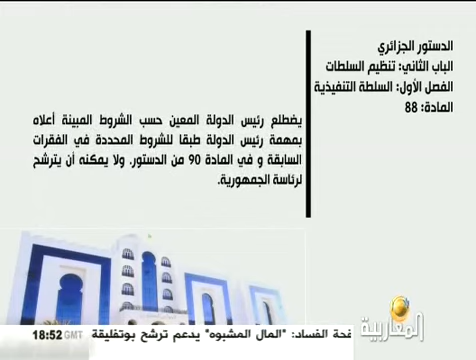 الدستور الجزائري
الباب الثاني: تنظيم السلطات
الفصل الأول: السلطة التنفيذية
المادة: 88
يضطلع رئيس الدولة المعين حسب الشروط المبينة أعلاه
بمهمة رئيس الدولة طبقا للشروط المحددة في الفقرات
السابقة و في المادة 90 من الدستور. ولا يمكنه أن يترشح
لرئاسة الجمهورية.
المغاربية
فحة الفساد: "المال المشبوه" يدعم ترشح بوتفليقة
18:52 GMT